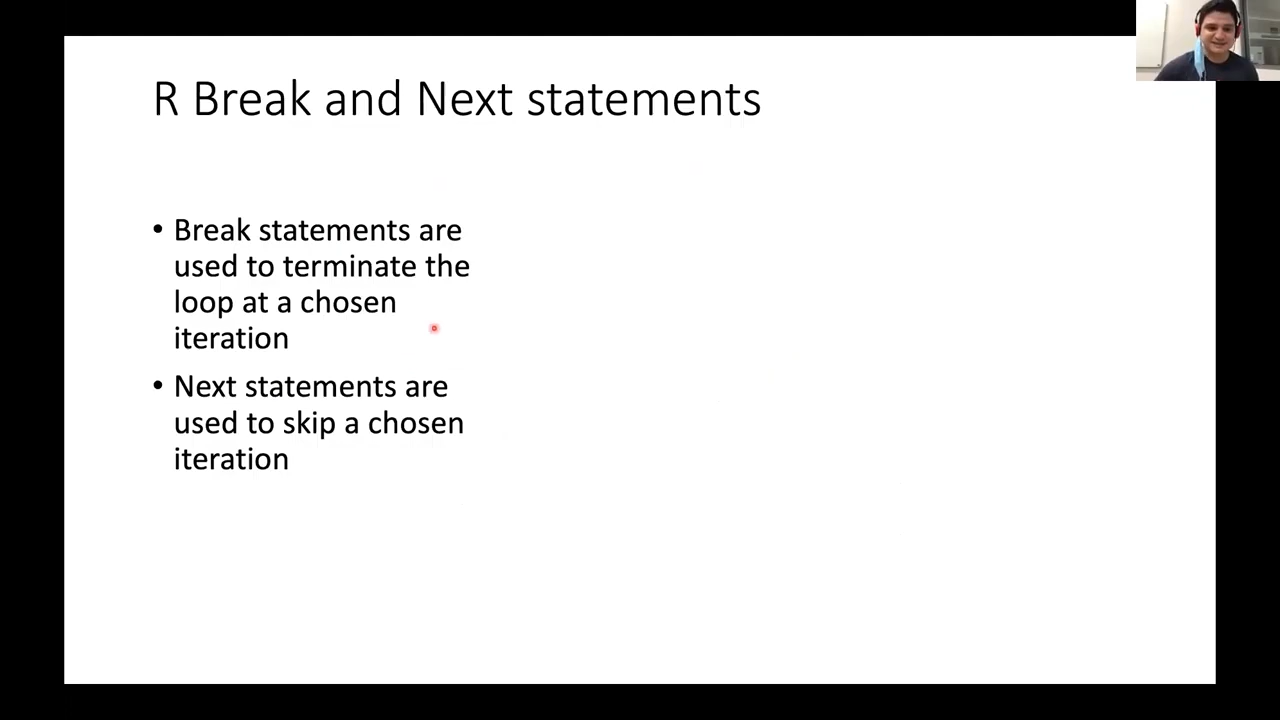 R Break and Next statements
• Break statements are
used to terminate the
loop at a chosen
iteration
• Next statements are
used to skip a chosen
iteration